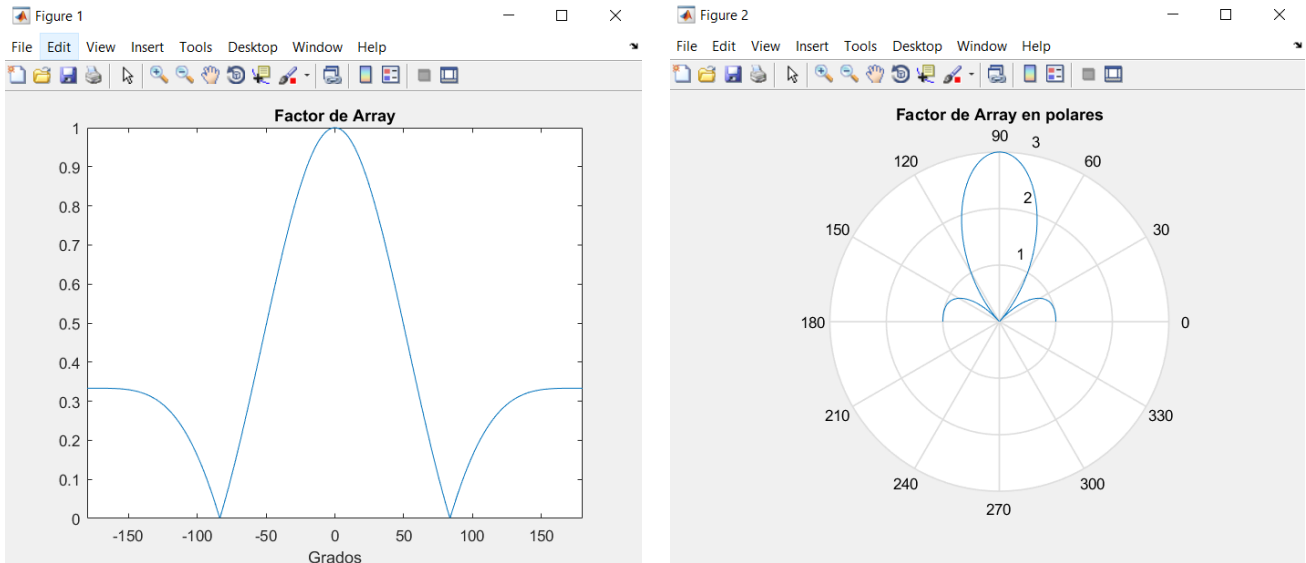 Figure 1
File Edit View Insert Tools Desktop Window Help
Factor de Array
1
0.9
0.8
0.7
0.6
0.5
0.4
0.3
0.2
0.1
0
-150 -100 -50 0 50 100 150
Grados
Figure 2
File Edit View Insert Tools Desktop Window Help
Factor de Array en polares
90
3
120 60
2
150 30
1
180 0
210 330
240 300
270